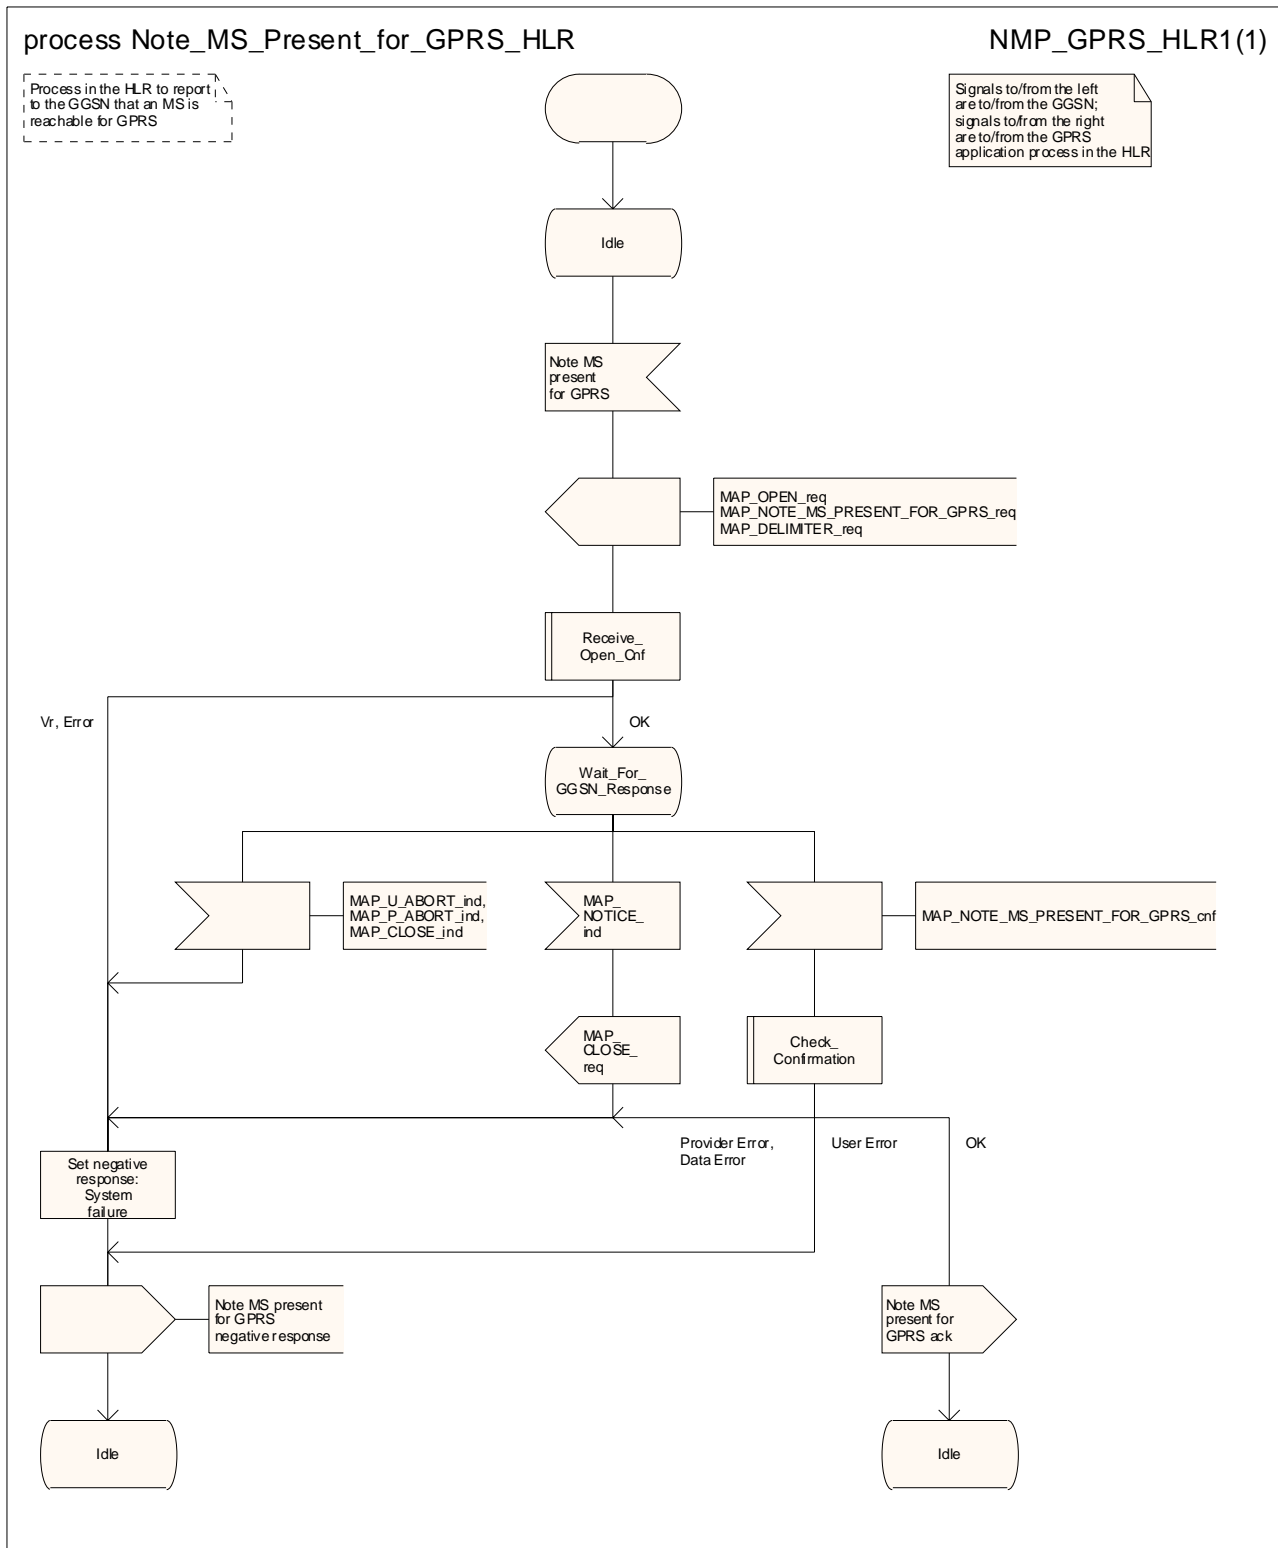 process Note_MS_Present_for_GPRS_HLR
NMP_GPRS_HLR1(1)
Process in the HLR to report
to the GGSN that an MS is
reachable for GPRS
Signals to/from the left
are to/from the GGSN;
signals to/from the right
are to/from the GPRS
application process in the HLR
Idle
Note MS
present
for GPRS
MAP_OPEN_req
MAP_NOTE_MS_PRESENT_FOR_GPRS_req
MAP_DELIMITER_req
Receive_
Open_Cnf
Vr, Error
OK
Wait_For_
GGSN_Response
MAP_U_ABORT_ind,
MAP_P_ABORT_ind,
MAP_CLOSE_ind
MAP_
NOTICE_
ind
MAP_NOTE_MS_PRESENT_FOR_GPRS_cnf
MAP_
CLOSE_
req
Check_
Confirmation
Provider Error,
Data Error
User Error
OK
Set negative
response:
System
failure
Note MS present
for GPRS
negative response
Note MS
present for
GPRS ack
Idle
Idle